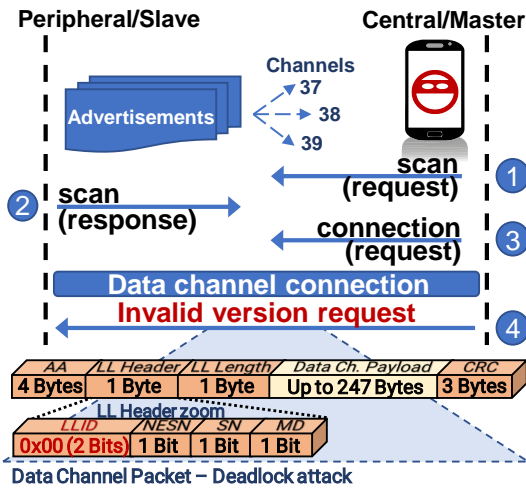 Peripheral/Slave
Central/Master
Channels
Advertisements
37
38
39
scan
(request)
1
2
scan
(response)
connection
(request)
3
Data channel connection
Invalid version request
4
AA
LL Header
LL Length
Data Ch. Payload
CRC
4 Bytes
1 Byte
1 Byte
Up to 247 Bytes
3 Bytes
LL Header zoom
LLID
NESN
SN
MD
0x00 (2 Bits)
1 Bit
1 Bit
1 Bit
Data Channel Packet – Deadlock attack